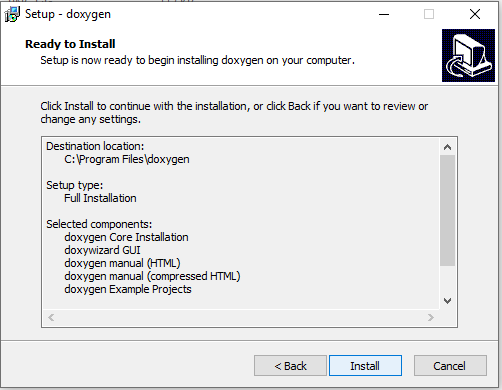 Setup - doxygen
Ready to Install
Setup is now ready to begin installing doxygen on your computer.
Click Install to continue with the installation, or click Back if you want to review or
change any settings.
Destination location:
C:\Program Files\doxygen
Setup type:
Full Installation
Selected components:
doxygen Core Installation
doxywizard GUI
doxygen manual (HTML)
doxygen manual (compressed HTML)
doxygen Example Projects
< Back
Install
Cancel